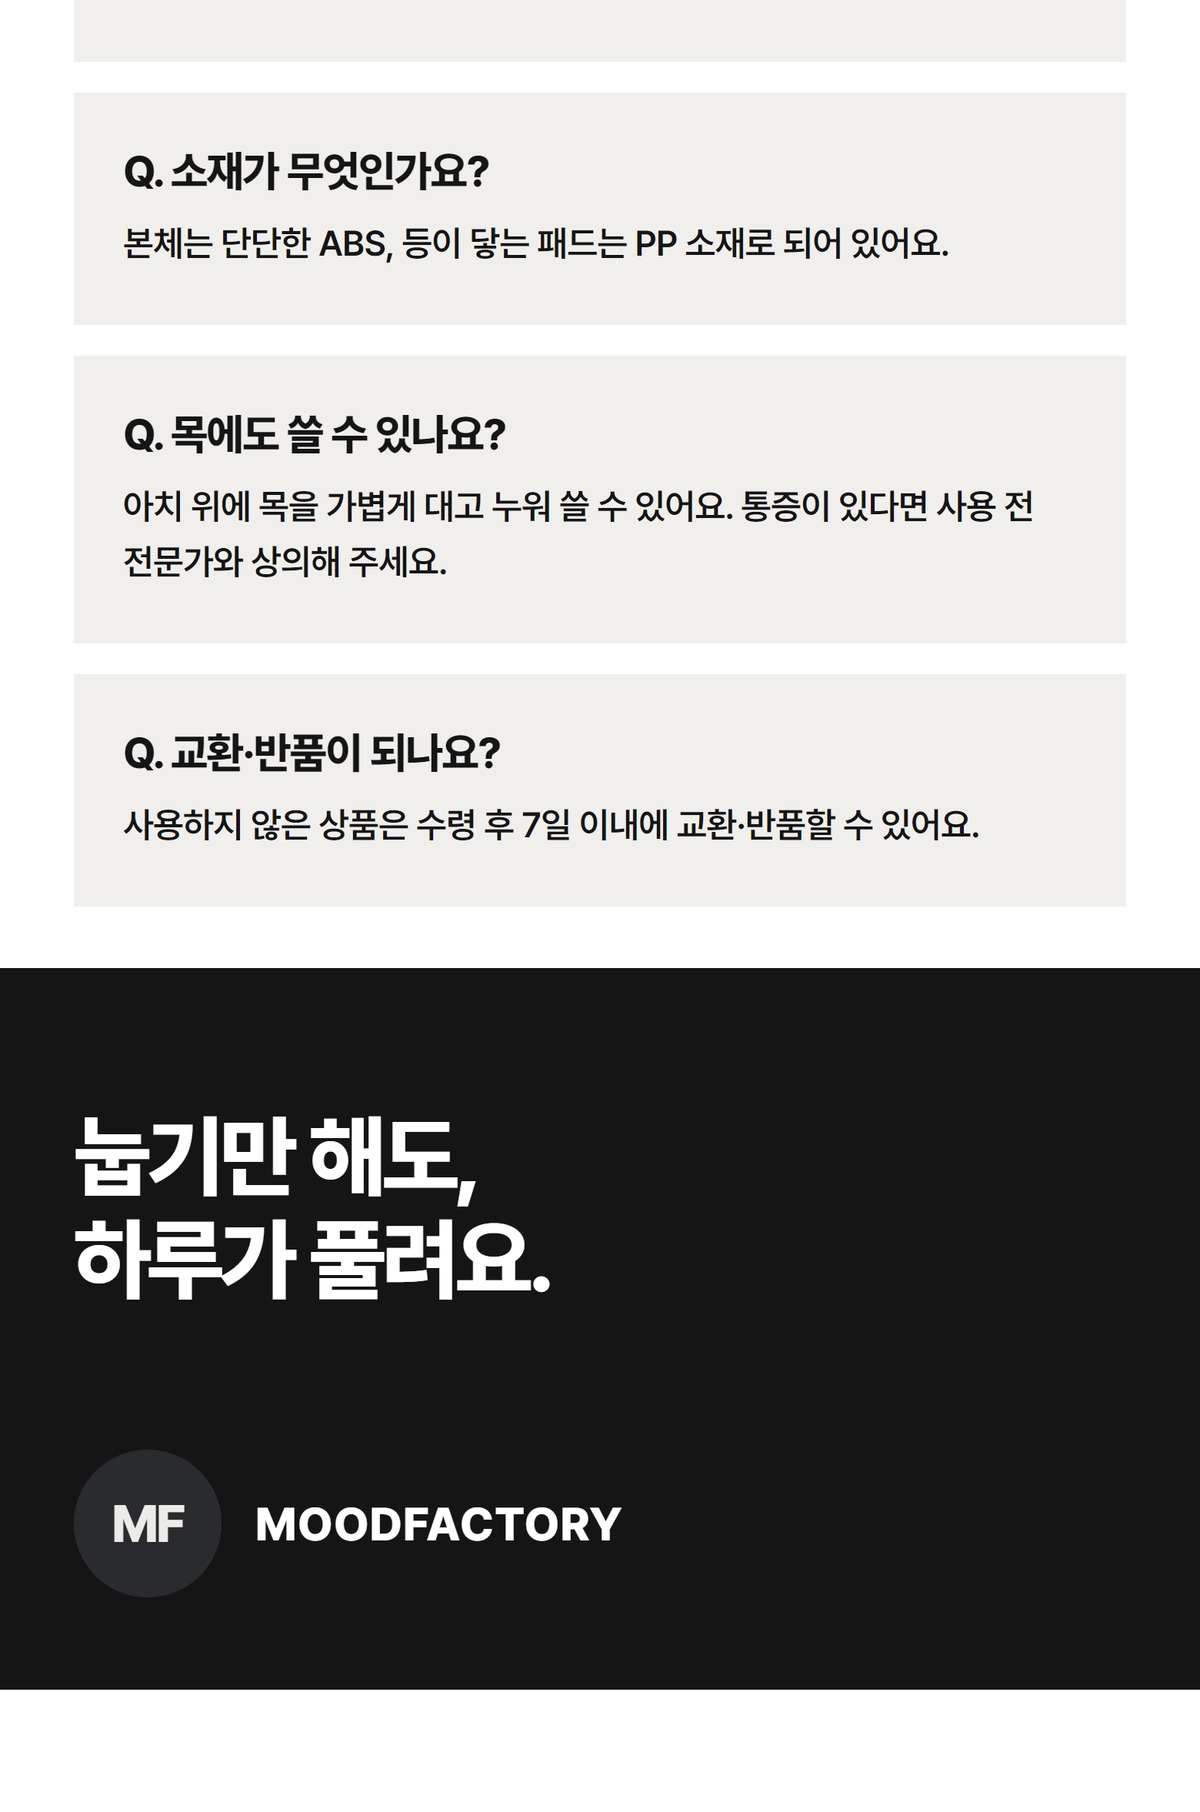 Q. 소재가 무엇인가요?
본체는 단단한 ABS, 등이 닿는 패드는 PP 소재로 되어 있어요.
Q. 목에도 쓸 수 있나요?
아치 위에 목을 가볍게 대고 누워 쓸 수 있어요. 통증이 있다면 사용 전
전문가와 상의해 주세요.
Q. 교환·반품이 되나요?
사용하지 않은 상품은 수령 후 7일 이내에 교환·반품할 수 있어요.
눕기만 해도,
하루가 풀려요.
MF
MOODFACTORY